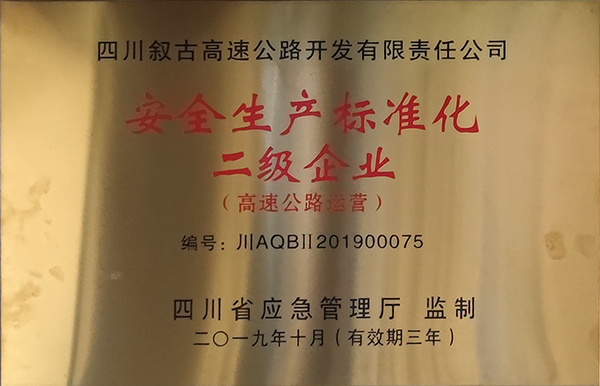 四川叙古高速公路开发有限责任公司
安全生产标准化
二级企业
（高速公路运营）
编号：川AQBⅡ201900075
四川省应急管理厅 监制
二〇一九年十月（有效期三年）